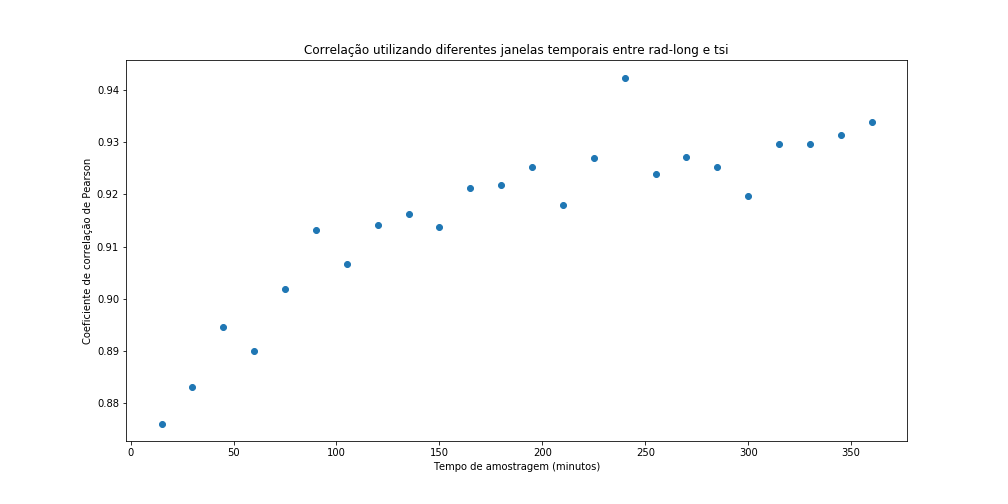 Correlação utilizando diferentes janelas temporais entre rad-long e tsi
Coeficiente de correlação de Pearson
0.94
0.93
0.92
0.91
0.90
0.89
0.88
0 50 100 150 200 250 300 350
Tempo de amostragem (minutos)